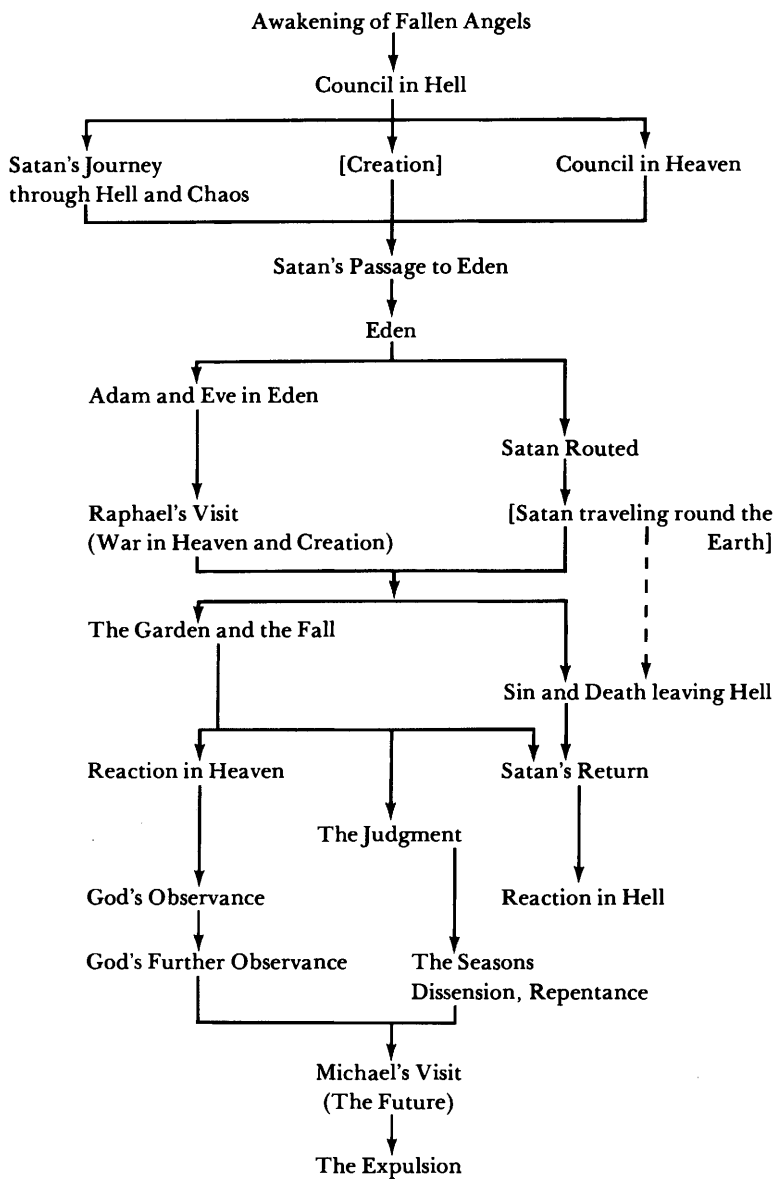 Awakening of Fallen Angels
Council in Hell
Satan's Journey
through Hell and Chaos
[Creation]
Council in Heaven
Satan's Passage to Eden
Eden
Adam and Eve in Eden
Satan Routed
Raphael's Visit
(War in Heaven and Creation)
[Satan traveling round the
Earth]
The Garden and the Fall
Sin and Death leaving Hell
Reaction in Heaven
Satan's Return
The Judgment
God's Observance
Reaction in Hell
God's Further Observance
The Seasons
Dissension, Repentance
Michael's Visit
(The Future)
The Expulsion